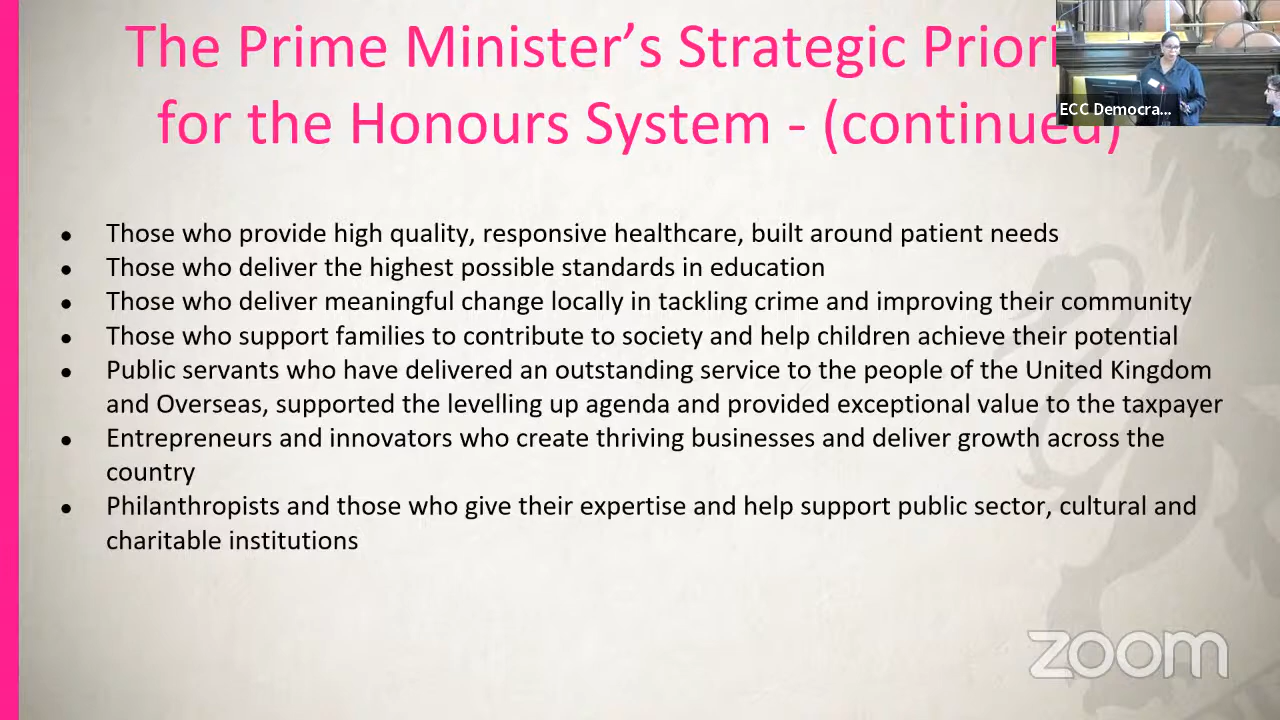 The Prime Minister's Strategic Priori
for the Honours System - (continued)
ECC Democra...
• Those who provide high quality, responsive healthcare, built around patient needs
• Those who deliver the highest possible standards in education
• Those who deliver meaningful change locally in tackling crime and improving their community
• Those who support families to contribute to society and help children achieve their potential
• Public servants who have delivered an outstanding service to the people of the United Kingdom
and Overseas, supported the levelling up agenda and provided exceptional value to the taxpayer
• Entrepreneurs and innovators who create thriving businesses and deliver growth across the
country
• Philanthropists and those who give their expertise and help support public sector, cultural and
charitable institutions
zoom